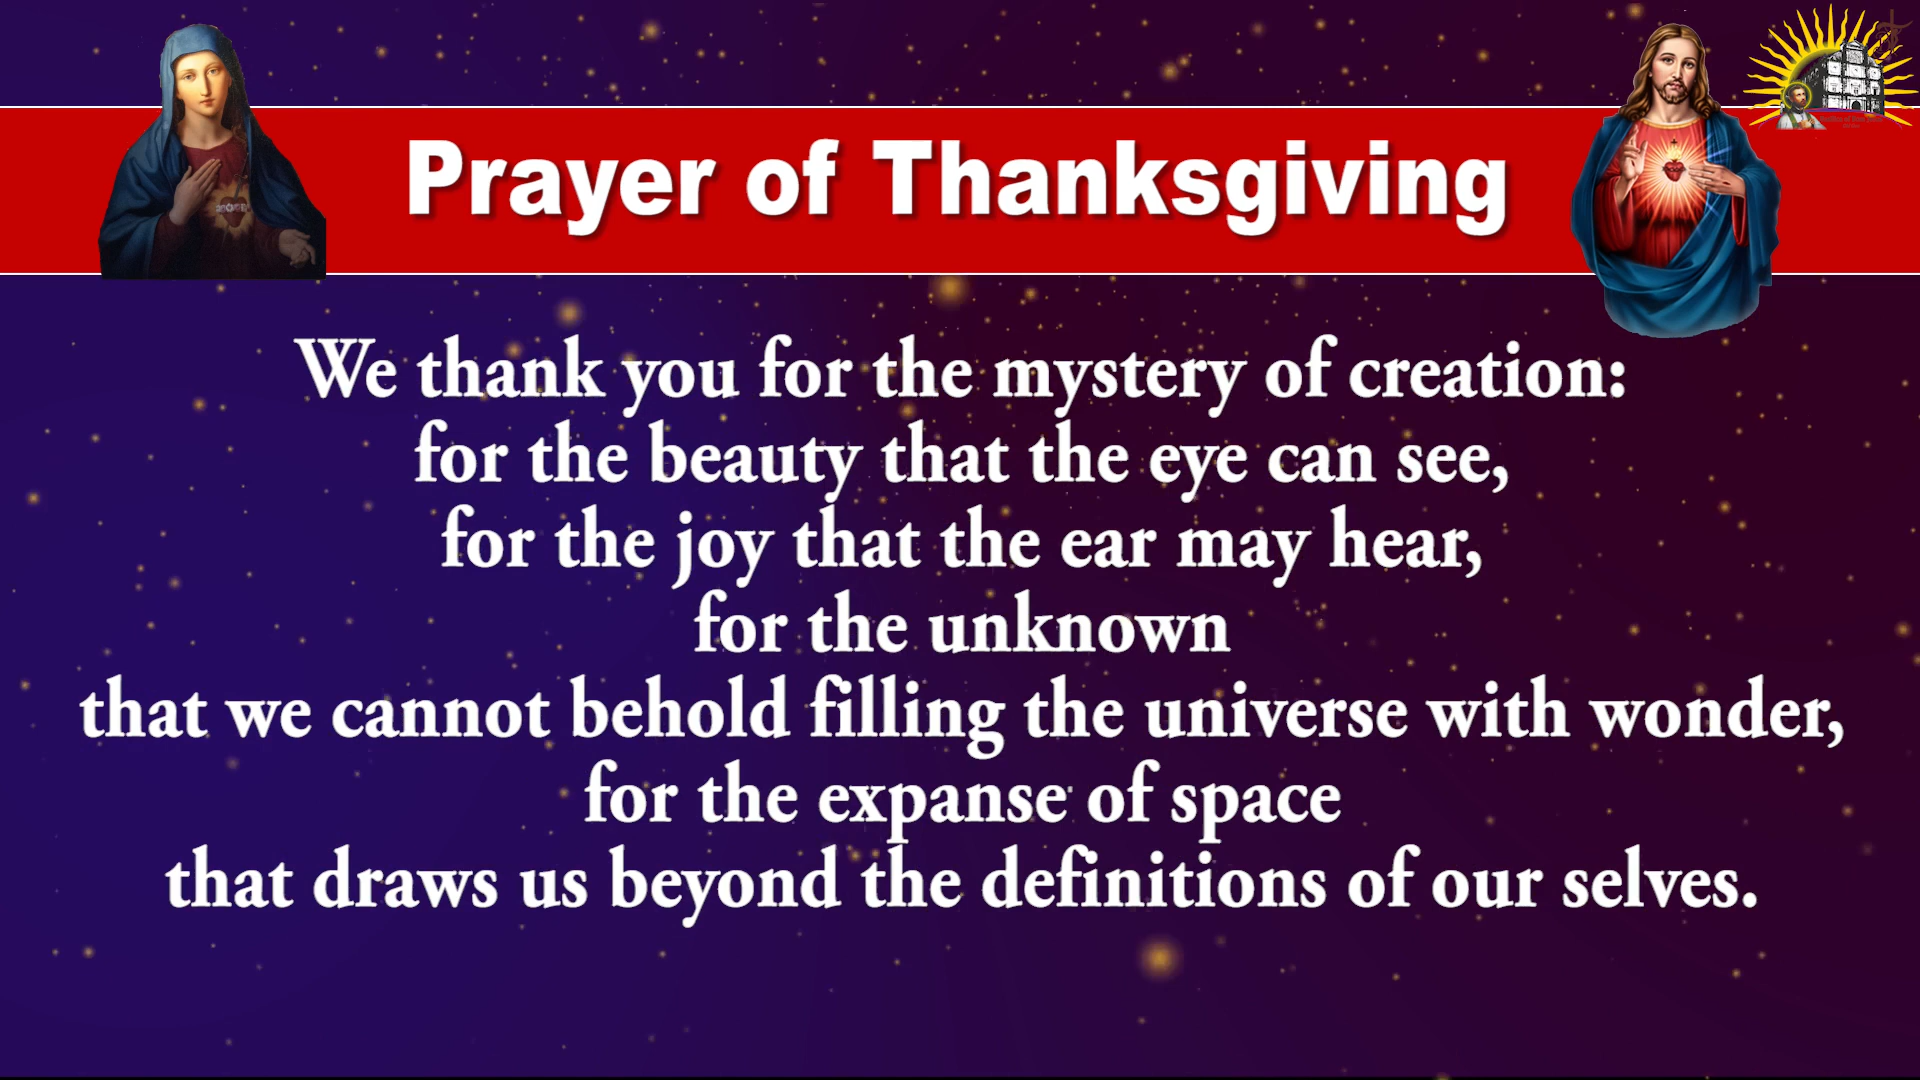 Prayer of Thanksgiving
We thank you for the mystery of creation:
for the beauty that the eye can see,
for the joy that the ear may hear,
for the unknown
that we cannot behold filling the universe with wonder,
for the expanse of space
that draws us beyond the definitions of our selves.